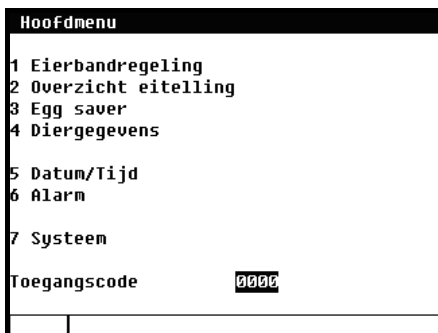 Hoofdmenu
1 Eierbandregeling
2 Overzicht eitelling
3 Egg saver
4 Diergegevens
5 Datum/Tijd
6 Alarm
7 Systeem
Toegangscode 0000